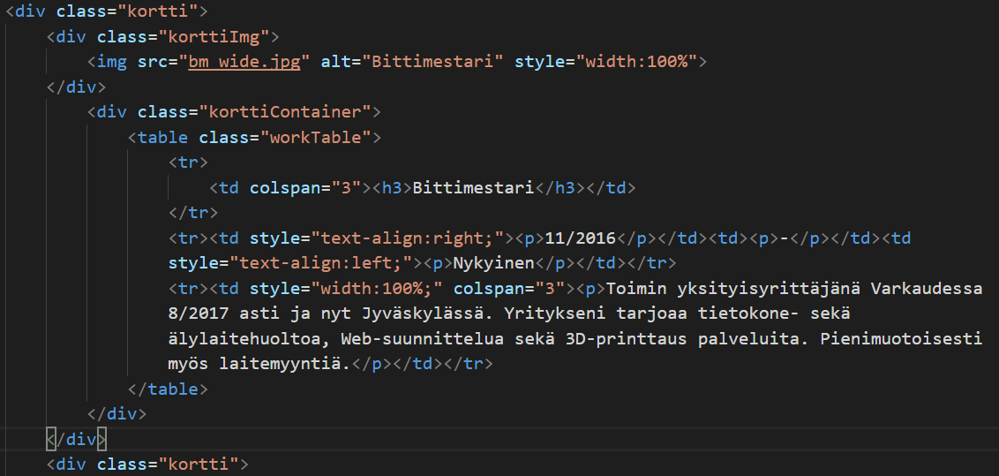 <div class="kortti">
<div class="korttiImg">
<img src="bm_wide.jpg" alt="Bittimestari" style="width:100%">
</div>
<div class="korttiContainer">
<table class="workTable">
<tr>
<td colspan="3"><h3>Bittimestari</h3></td>
</tr>
<tr><td style="text-align:right;"><p>11/2016</p></td><td><p>-</p></td><td
style="text-align:left;"><p>Nykyinen</p></td></tr>
<tr><td style="width:100%;" colspan="3"><p>Toimin yksityisyrittäjänä Varkaudessa
8/2017 asti ja nyt Jyväskylässä. Yritykseni tarjoaa tietokone- sekä
älylaitehuoltoa, Web-suunnittelua sekä 3D-printtaus palveluita. Pienimuotoisesti
myös laitemyyntiä.</p></td></tr>
</table>
</div>
</div>
<div class="kortti">